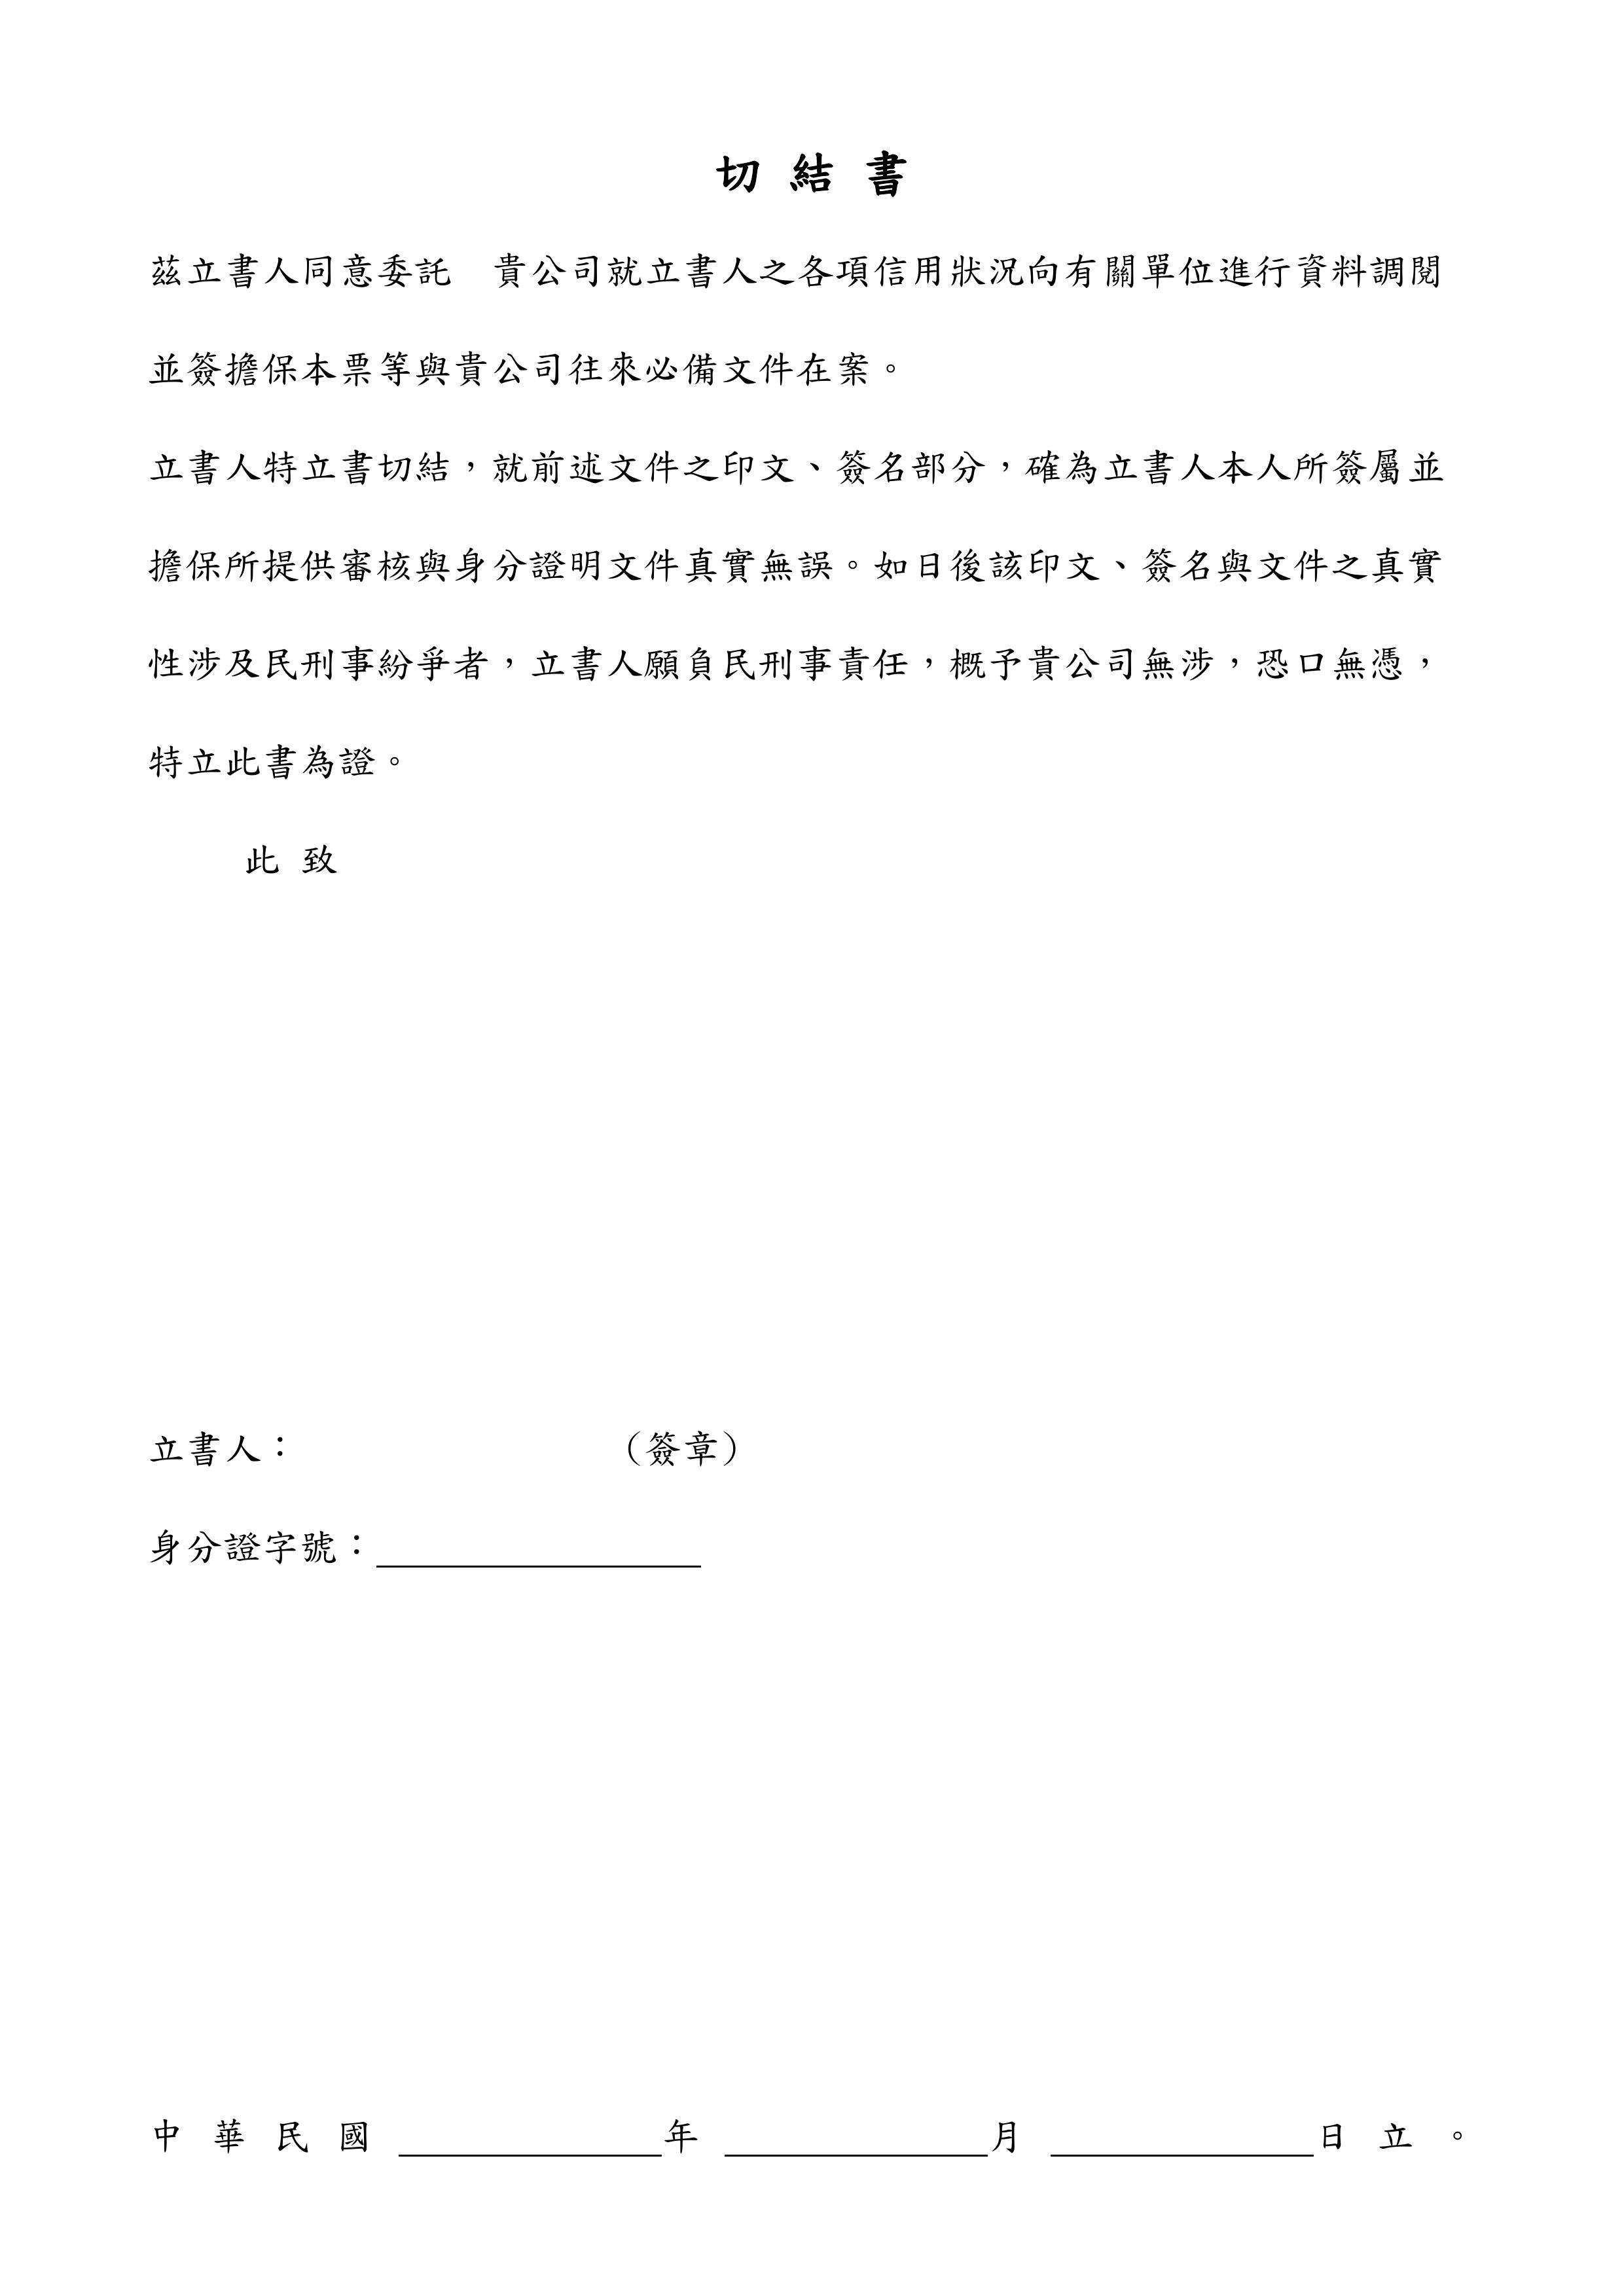 切 結 書
茲立書人同意委託　貴公司就立書人之各項信用狀況向有關單位進行資料調閱
並簽擔保本票等與貴公司往來必備文件在案。
立書人特立書切結，就前述文件之印文、簽名部分，確為立書人本人所簽屬並
擔保所提供審核與身分證明文件真實無誤。如日後該印文、簽名與文件之真實
性涉及民刑事紛爭者，立書人願負民刑事責任，概予貴公司無涉，恐口無憑，
特立此書為證。
此 致
立書人：　　　　　　　　　（簽章）
身分證字號：_______________
中 華 民 國 ____________年 ____________月 ____________日 立 。